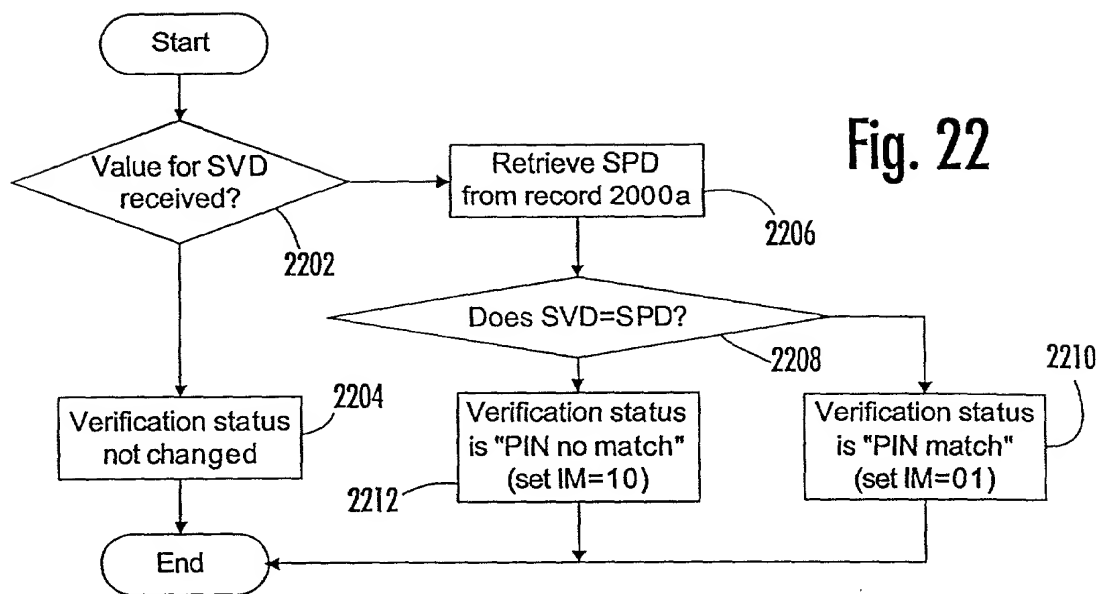 Start
Fig. 22
Value for SVD
received?
2202
Retrieve SPD
from record 2000a
2206
Does SVD=SPD?
2208
Verification status
not changed
2204
Verification status
is "PIN no match"
(set IM=10)
2212
Verification status
is "PIN match"
(set IM=01)
2210
End